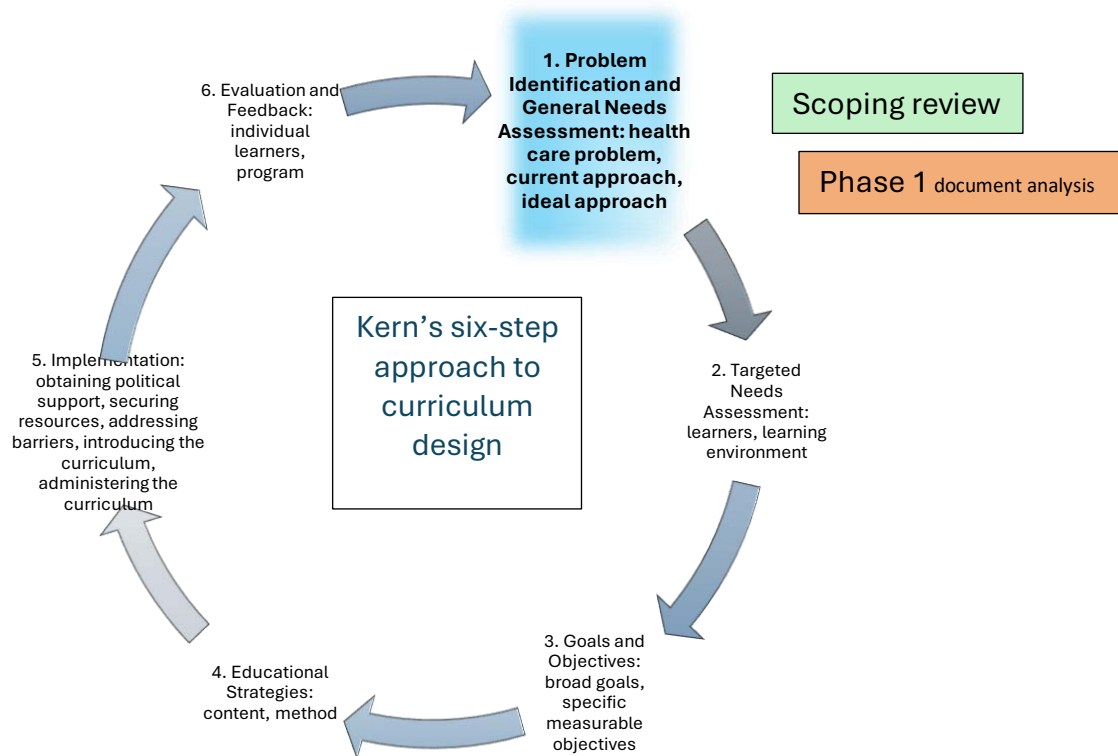 1. Problem
Identification and
General Needs
Assessment: health
care problem,
current approach,
ideal approach
Scoping review
Phase 1 document analysis
2. Targeted
Needs
Assessment:
learners, learning
environment
3. Goals and
Objectives:
broad goals,
specific
measurable
objectives
4. Educational
Strategies:
content, method
5. Implementation:
obtaining political
support, securing
resources, addressing
barriers, introducing the
curriculum,
administering the
curriculum
6. Evaluation and
Feedback:
individual
learners,
program
Kern’s six-step
approach to
curriculum
design